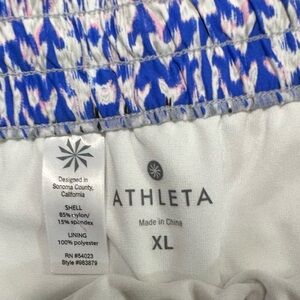 Designed in
Sonoma County,
California
SHELL
85% nylon/
15% spandex
LINING
100% polyester
RN #54023
Style #983879
ATHLETA
Made in China
XL